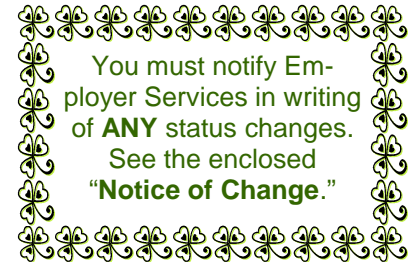 You must notify Em-
ployer Services in writing
of ANY status changes.
See the enclosed
“Notice of Change.”